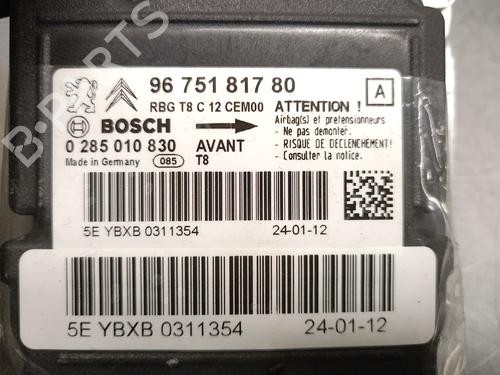 96 751 817 80
RBG T8 C 12 CEM00
ATTENTION !
A
BOSCH
Airbag(s) et pretensionneurs
- Ne pas demonter.
- RISQUE DE DECLENCHEMENT!
- Consulter la notice.
0 285 010 830
AVANT
Made in Germany
085
T8
5E YBXB 0311354
24-01-12
5E YBXB 0311354
24-01-12
B-PARTS